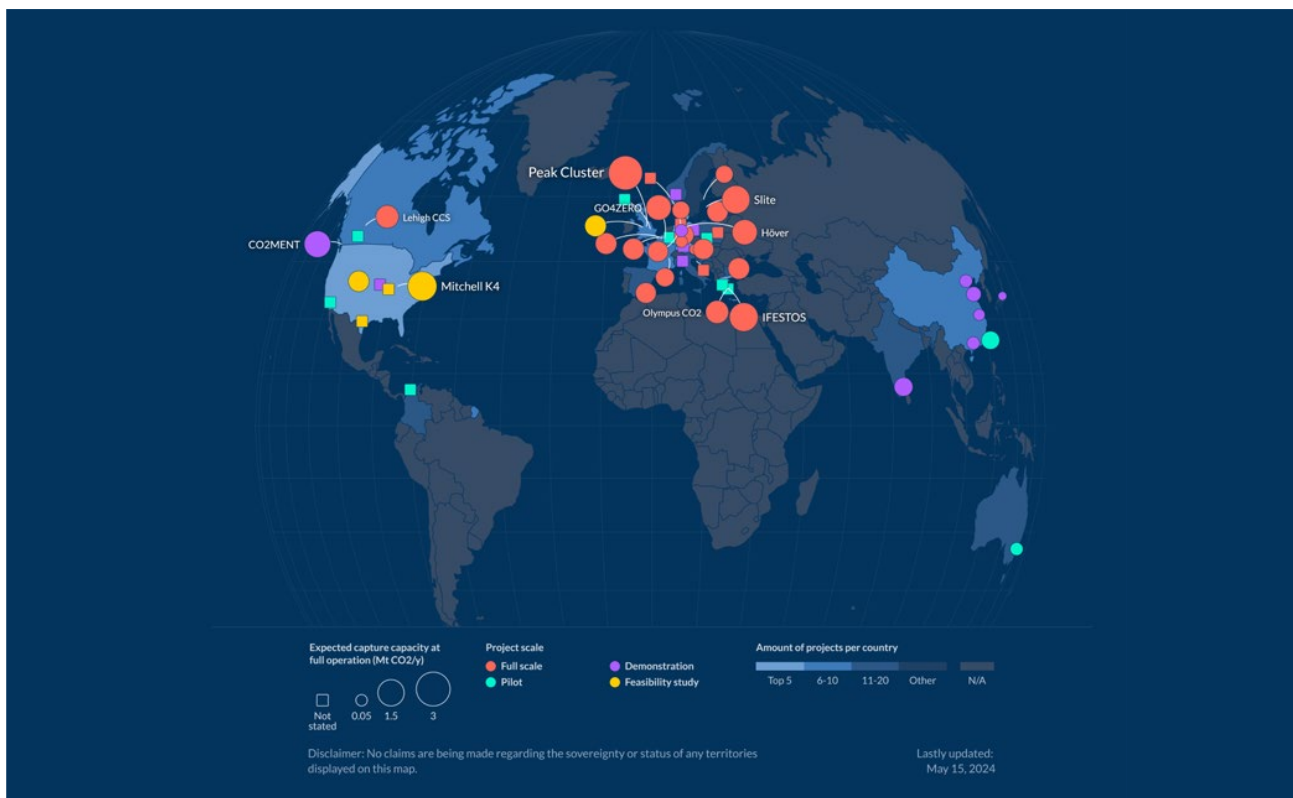 Peak Cluster
GO4ZERO
Slite
Lehigh CCS
Höver
CO2MENT
Mitchell K4
Olympus CO2
IFESTOS
Expected capture capacity at
full operation (Mt CO2/y)
Not
stated
0.05
1.5
3
Project scale
Full scale
Demonstration
Pilot
Feasibility study
Amount of projects per country
Top 5
6-10
11-20
Other
N/A
Disclaimer: No claims are being made regarding the sovereignty or status of any territories
displayed on this map.
Lastly updated:
May 15, 2024